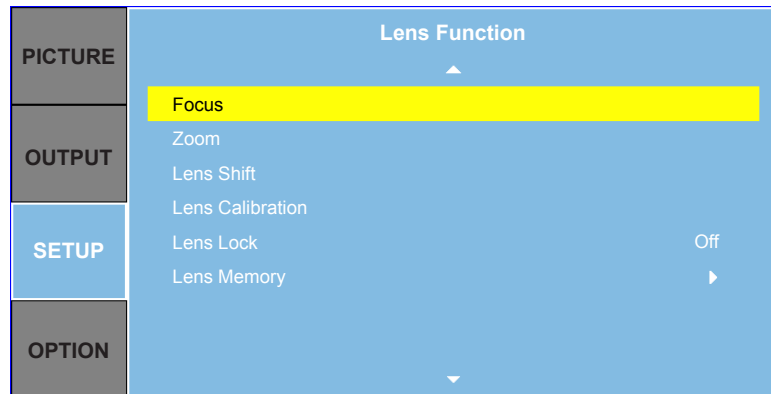 PICTURE
OUTPUT
SETUP
OPTION
Lens Function
Focus
Zoom
Lens Shift
Lens Calibration
Lens Lock Off
Lens Memory